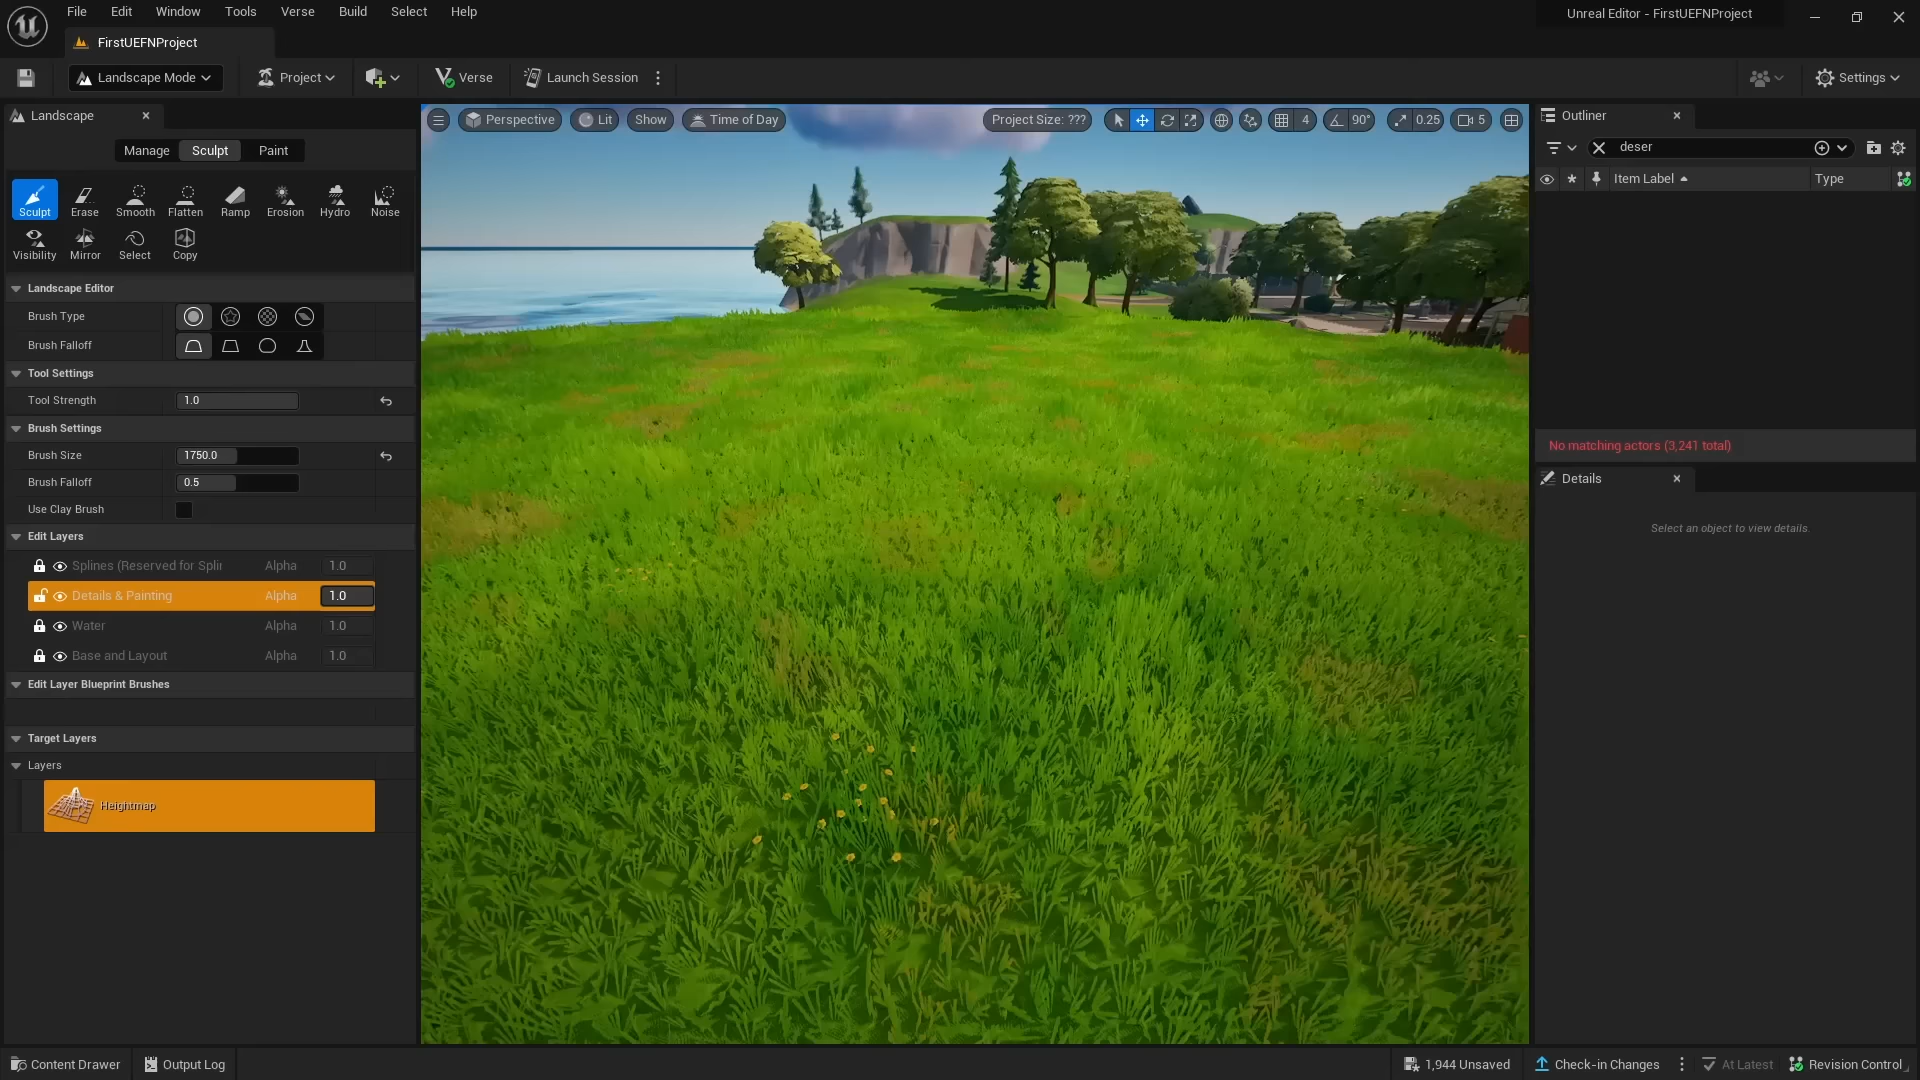 File Edit Window Tools Verse Build Select Help
Unreal Editor - FirstUEFNProject
FirstUEFNProject
Landscape Mode
Project
Verse
Launch Session
Settings
Landscape
Manage Sculpt Paint
Sculpt Erase Smooth Flatten Ramp Erosion Hydro Noise
Visibility Mirror Select Copy
Landscape Editor
Brush Type
Brush Falloff
Tool Settings
Tool Strength 1.0
Brush Settings
Brush Size 1750.0
Brush Falloff 0.5
Use Clay Brush
Edit Layers
Splines (Reserved for Splin Alpha 1.0
Details & Painting Alpha 1.0
Water Alpha 1.0
Base and Layout Alpha 1.0
Edit Layer Blueprint Brushes
Target Layers
Layers
Heightmap
Perspective Lit Show Time of Day
Project Size: ??? 4 90° 0.25 5
Outliner
deser
Item Label Type
No matching actors (3,241 total)
Details
Select an object to view details.
Content Drawer Output Log
1,944 Unsaved Check-in Changes At Latest Revision Control